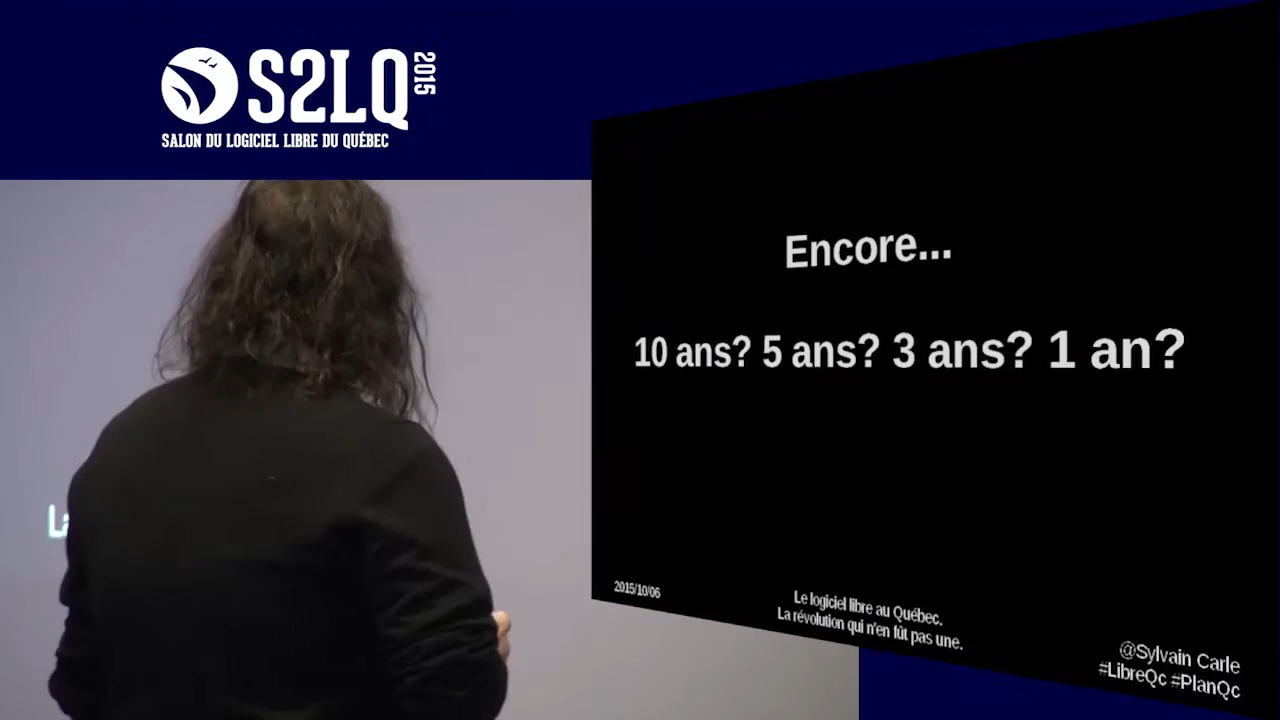 S2LQ 2015
SALON DU LOGICIEL LIBRE DU QUÉBEC
Encore...
10 ans? 5 ans? 3 ans? 1 an?
La
2015/10/06
Le logiciel libre au Québec.
La révolution qui n'en fût pas une.
@Sylvain Carle
#LibreQc #PlanQc